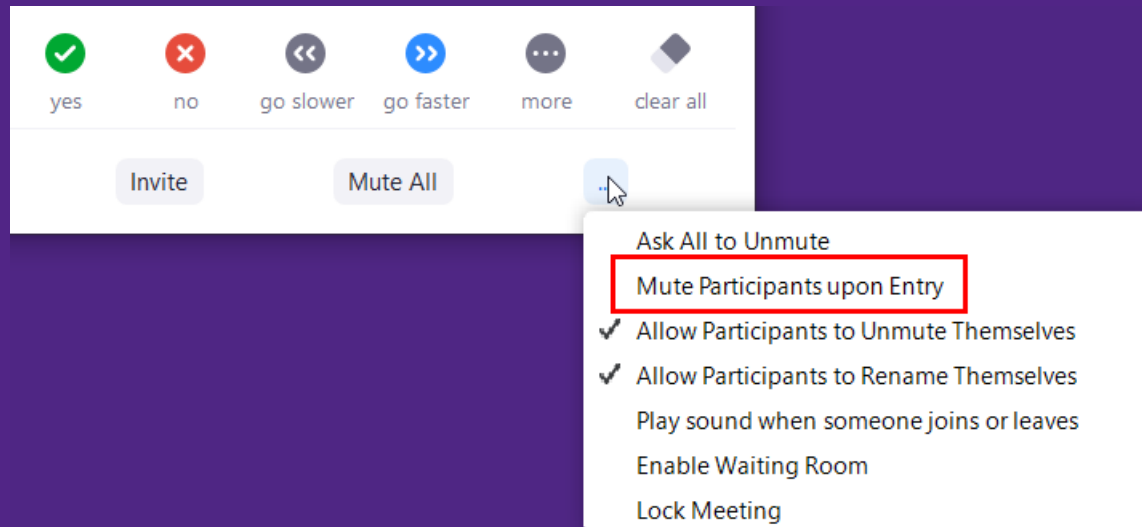 yes no go slower go faster more clear all
Invite Mute All ...
Ask All to Unmute
Mute Participants upon Entry
Allow Participants to Unmute Themselves
Allow Participants to Rename Themselves
Play sound when someone joins or leaves
Enable Waiting Room
Lock Meeting